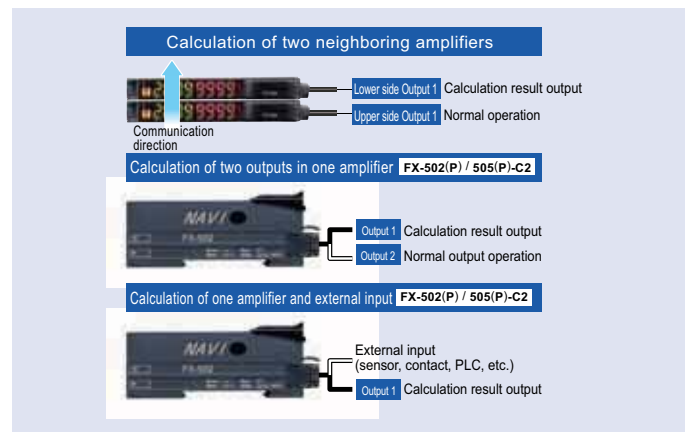 Calculation of two neighboring amplifiers
Lower side Output 1 Calculation result output
Upper side Output 1 Normal operation
Communication
direction
Calculation of two outputs in one amplifier FX-502(P) / 505(P)-C2
NAVI
FX-502
Output 1 Calculation result output
Output 2 Normal output operation
Calculation of one amplifier and external input FX-502(P) / 505(P)-C2
NAVI
FX-502
External input
(sensor, contact, PLC, etc.)
Output 1 Calculation result output